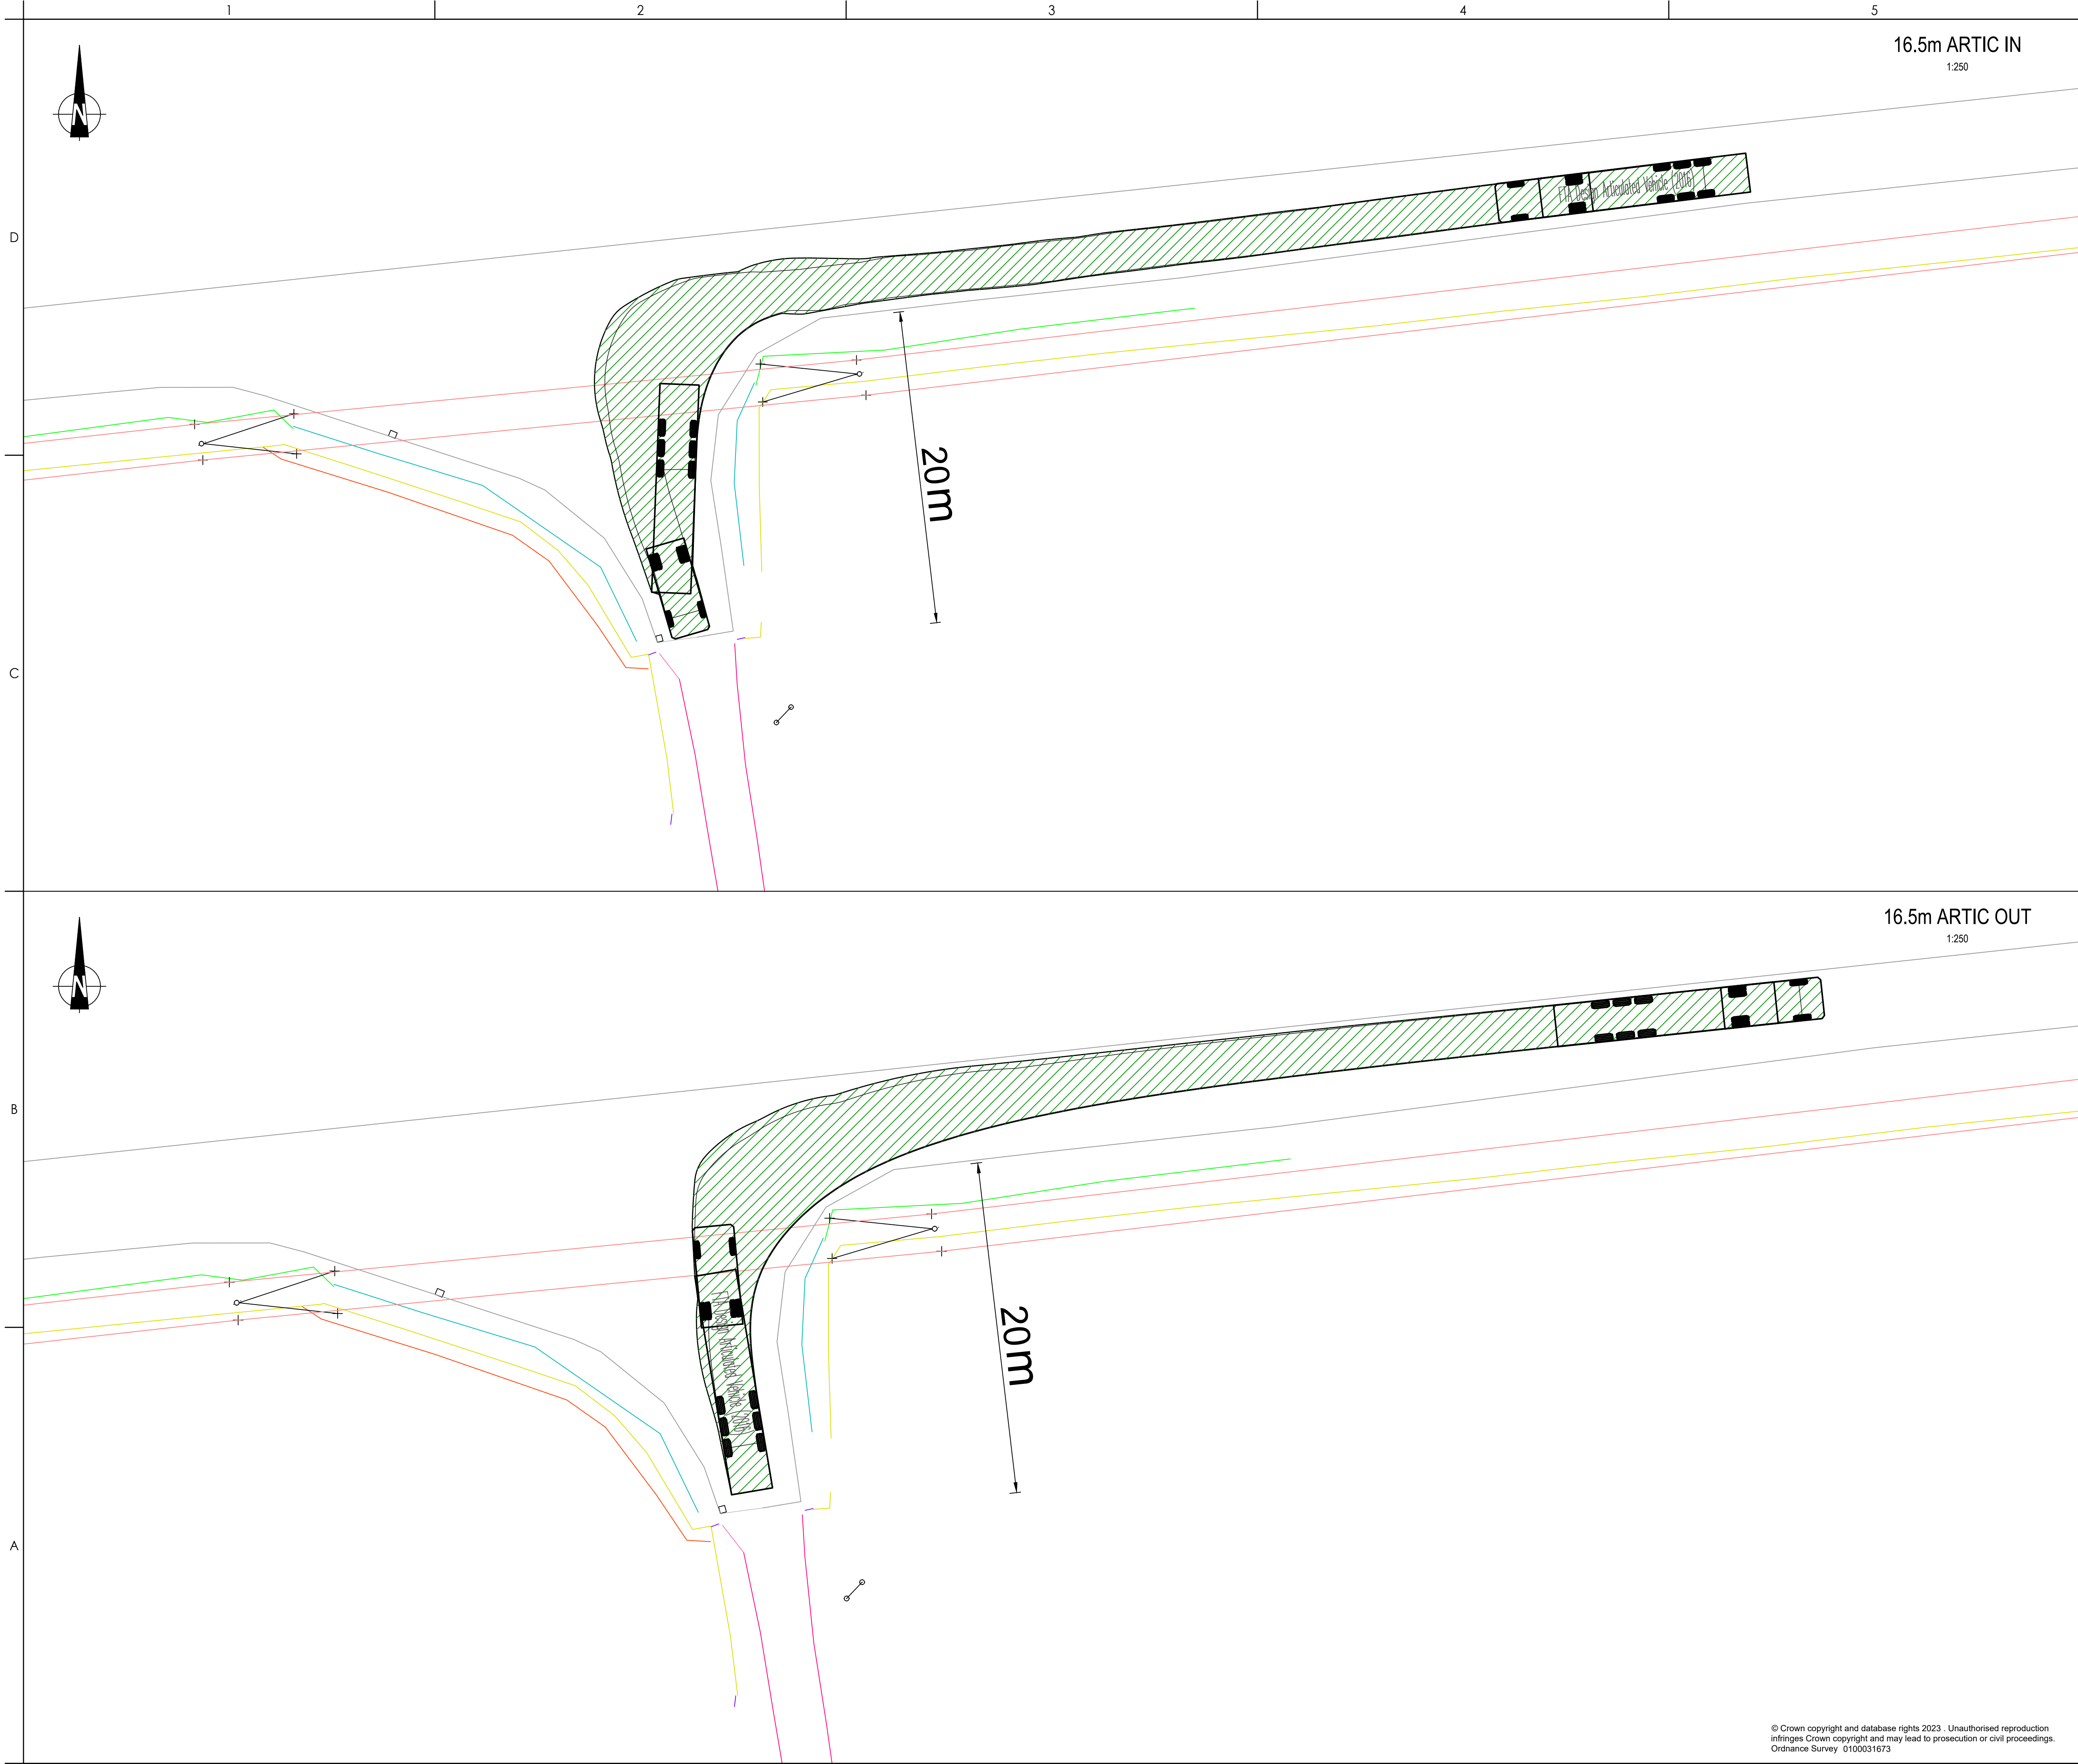 1 2 3 4 5
16.5m ARTIC IN
1:250
N
D
FTA Design Articulated Vehicle (2016)
20m
C
16.5m ARTIC OUT
1:250
N
B
20m
FTA Design Articulated Vehicle (2016)
A
© Crown copyright and database rights 2023 . Unauthorised reproduction
infringes Crown copyright and may lead to prosecution or civil proceedings.
Ordnance Survey 0100031673